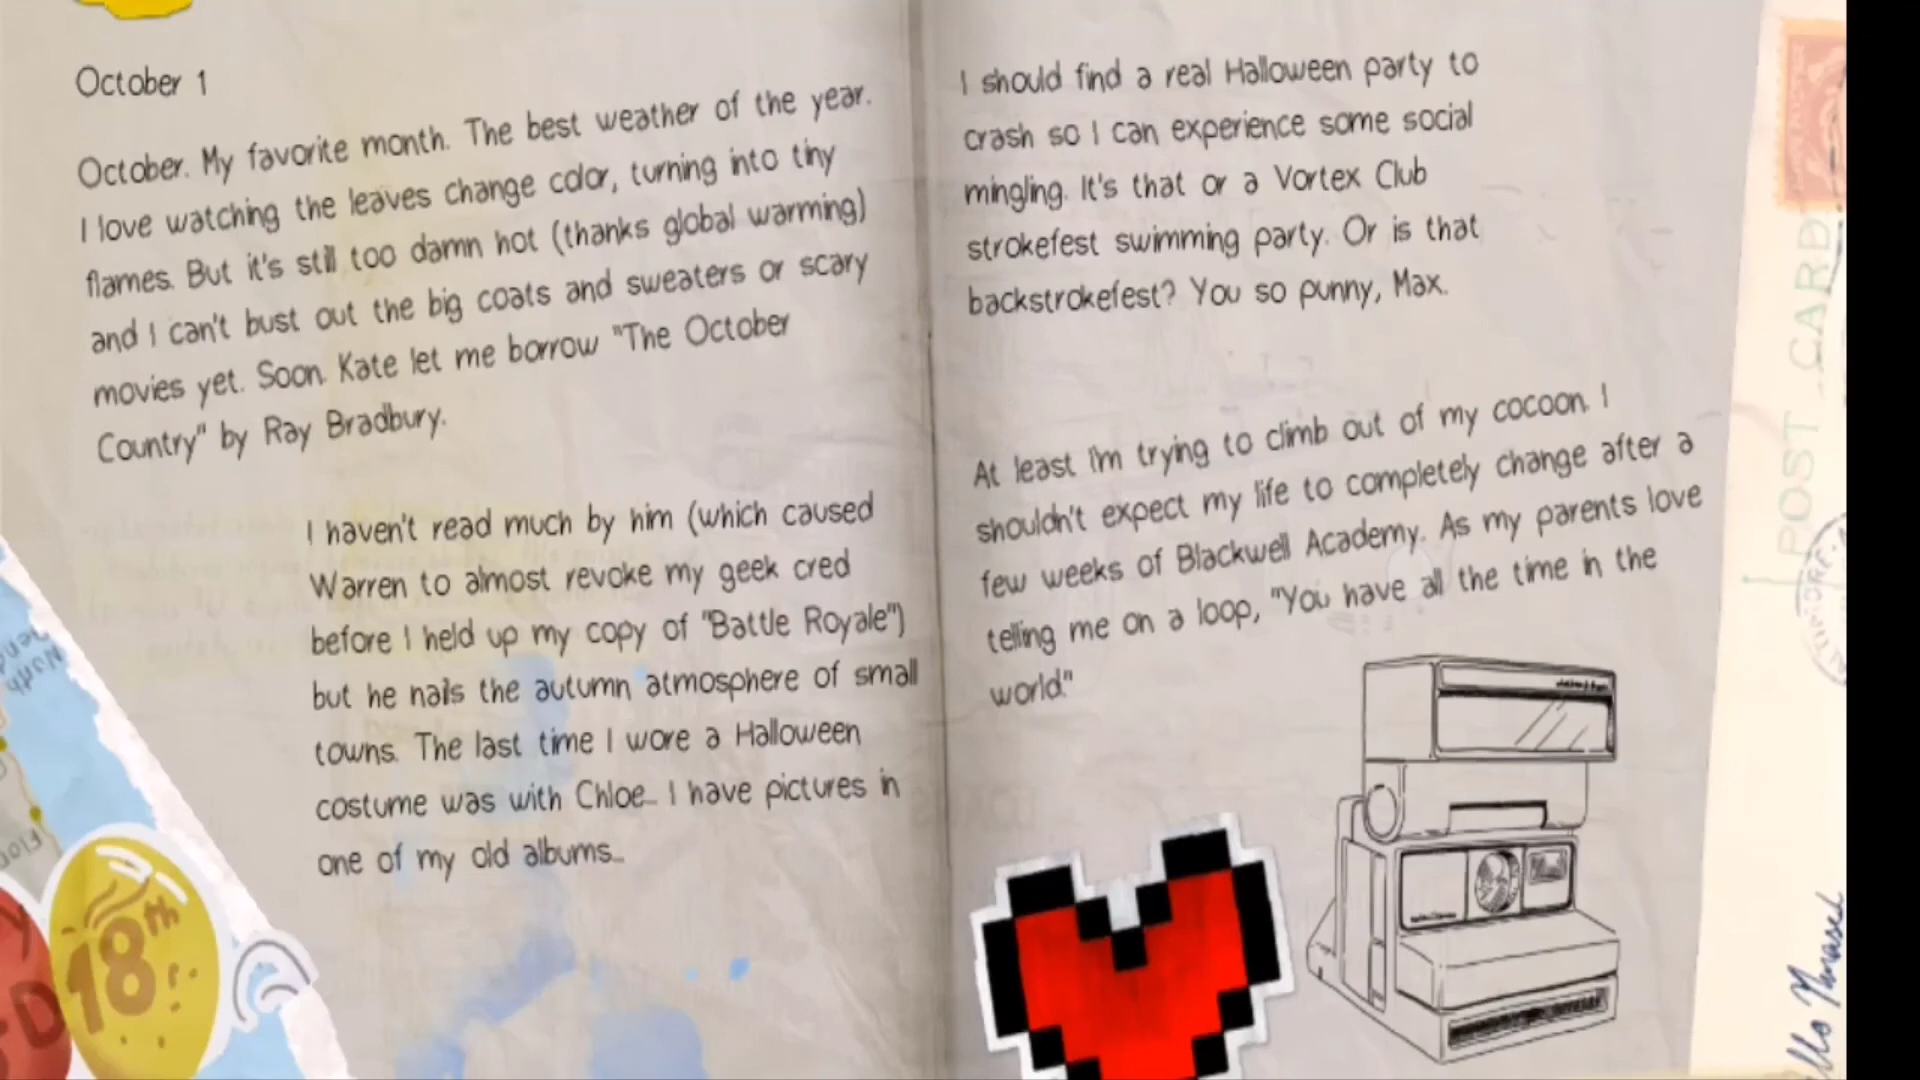 October 1
October. My favorite month. The best weather of the year.
I love watching the leaves change color, turning into tiny
flames. But it's still too damn hot (thanks global warming)
and I can't bust out the big coats and sweaters or scary
movies yet. Soon. Kate let me borrow "The October
Country" by Ray Bradbury.
I haven't read much by him (which caused
Warren to almost revoke my geek cred
before I held up my copy of "Battle Royale")
but he nails the autumn atmosphere of small
towns. The last time I wore a Halloween
costume was with Chloe... I have pictures in
one of my old albums...
18th
I should find a real Halloween party to
crash so I can experience some social
mingling. It's that or a Vortex Club
strokefest swimming party. Or is that
backstrokefest? You so punny, Max.
At least I'm trying to climb out of my cocoon. I
shouldn't expect my life to completely change after a
few weeks of Blackwell Academy. As my parents love
telling me on a loop, "You have all the time in the
world."
POST CARD